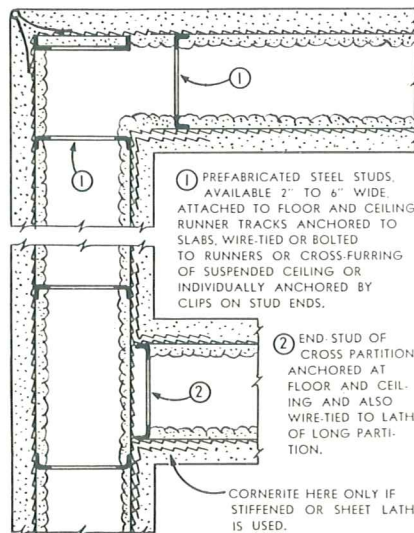 1
1
1 PREFABRICATED STEEL STUDS,
AVAILABLE 2" TO 6" WIDE,
ATTACHED TO FLOOR AND CEILING
RUNNER TRACKS ANCHORED TO
SLABS, WIRE-TIED OR BOLTED
TO RUNNERS OR CROSS-FURRING
OF SUSPENDED CEILING OR
INDIVIDUALLY ANCHORED BY
CLIPS ON STUD ENDS.
2 END STUD OF
CROSS PARTITION
ANCHORED AT
FLOOR AND CEIL-
ING AND ALSO
WIRE-TIED TO LATH
OF LONG PARTI-
TION.
2
CORNERITE HERE ONLY IF
STIFFENED OR SHEET LATH
IS USED.